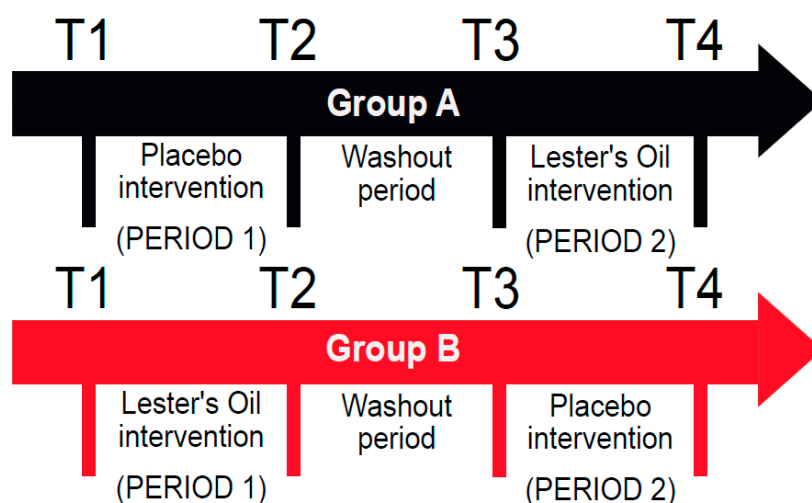 T1 T2 T3 T4
Group A
Placebo intervention (PERIOD 1)
Washout period
Lester's Oil intervention (PERIOD 2)
T1 T2 T3 T4
Group B
Lester's Oil intervention (PERIOD 1)
Washout period
Placebo intervention (PERIOD 2)